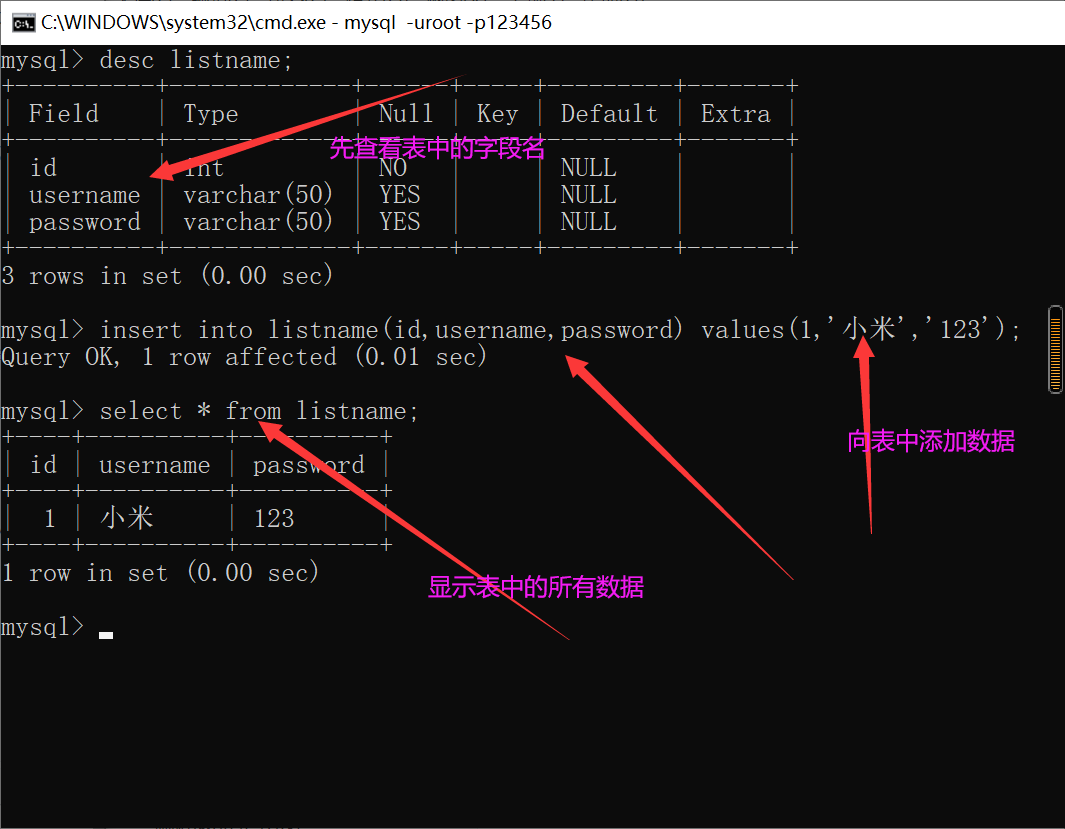 C:\WINDOWS\system32\cmd.exe - mysql  -uroot -p123456
mysql> desc listname;
+----------+-------------+------+-----+---------+-------+
| Field    | Type        | Null | Key | Default | Extra |
+----------+-------------+------+-----+---------+-------+
先查看表中的字段名
| id       | int         | NO   |     | NULL    |       |
| username | varchar(50) | YES  |     | NULL    |       |
| password | varchar(50) | YES  |     | NULL    |       |
+----------+-------------+------+-----+---------+-------+
3 rows in set (0.00 sec)
mysql> insert into listname(id,username,password) values(1,'小米','123');
Query OK, 1 row affected (0.01 sec)
mysql> select * from listname;
+----+----------+----------+
向表中添加数据
| id | username | password |
+----+----------+----------+
|  1 | 小米     | 123      |
+----+----------+----------+
1 row in set (0.00 sec)
显示表中的所有数据
mysql>